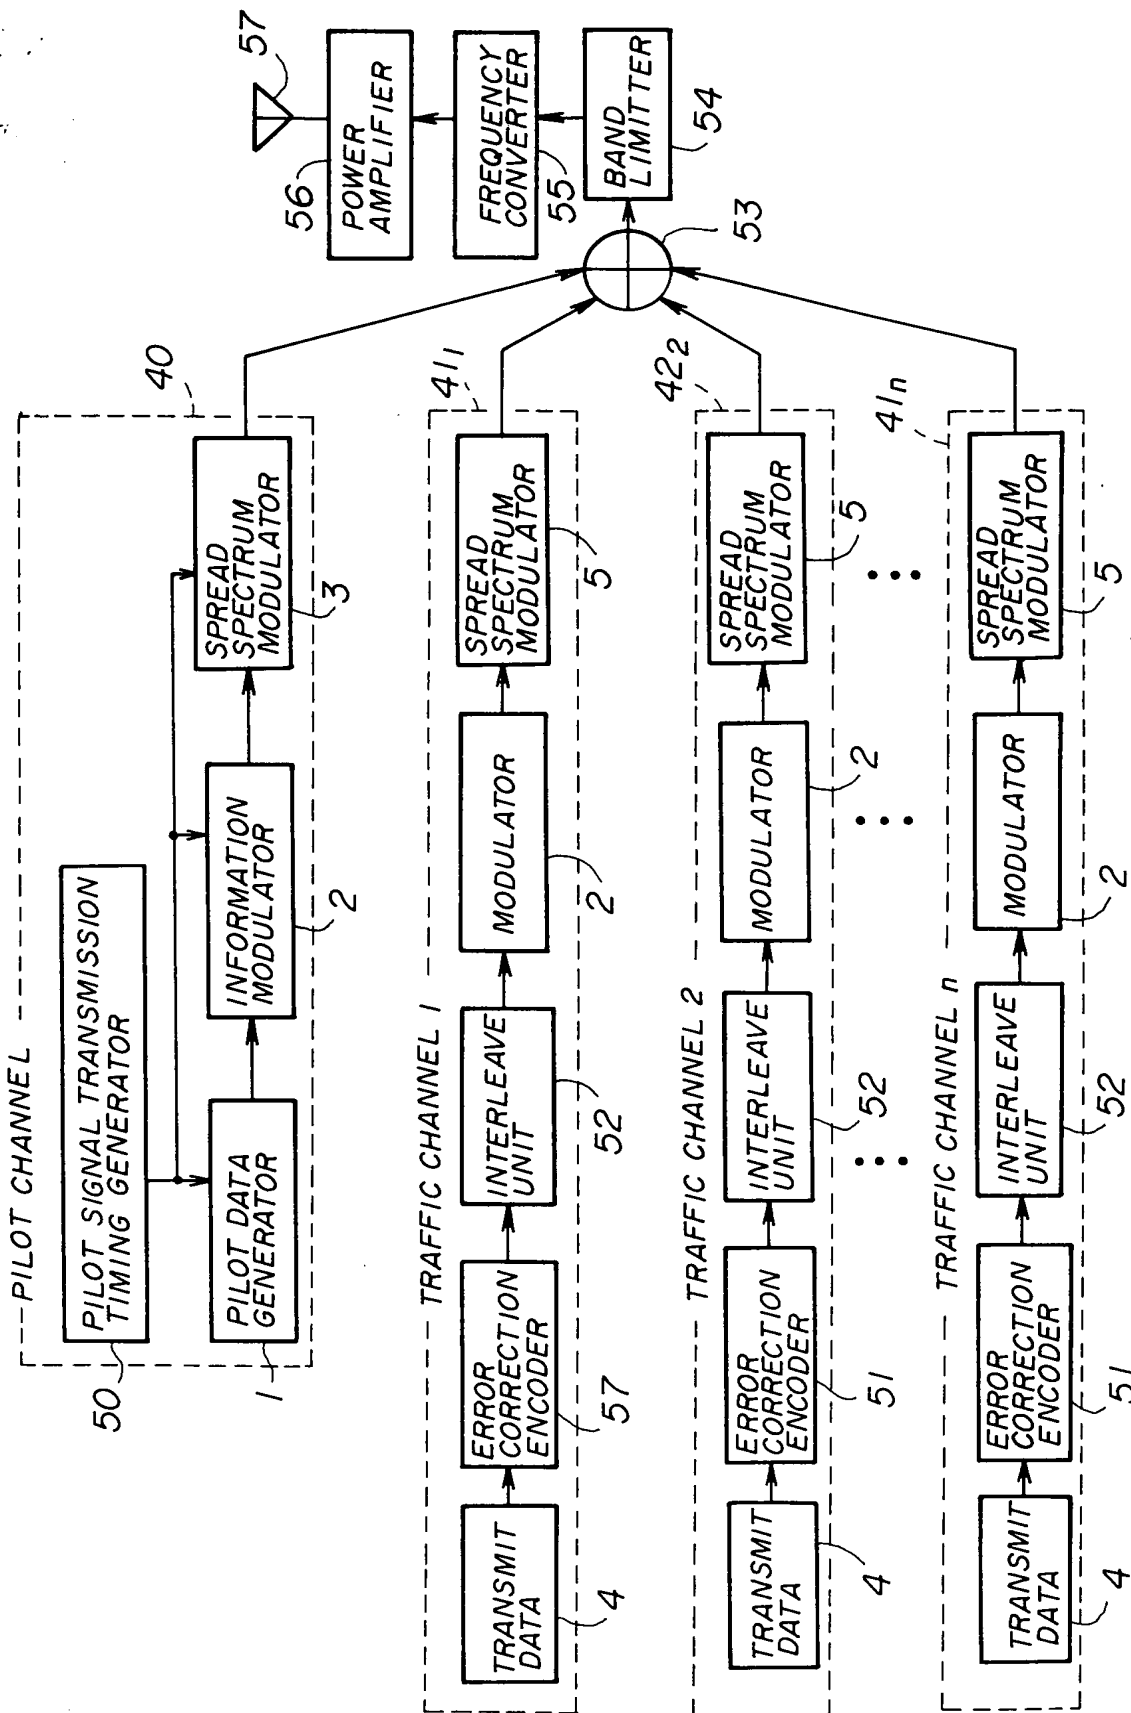 PILOT CHANNEL
PILOT SIGNAL TRANSMISSION
TIMING GENERATOR
50
PILOT DATA
GENERATOR
1
INFORMATION
MODULATOR
2
SPREAD
SPECTRUM
MODULATOR
3
40
TRAFFIC CHANNEL 1
TRANSMIT
DATA
4
ERROR
CORRECTION
ENCODER
57
INTERLEAVE
UNIT
52
MODULATOR
2
SPREAD
SPECTRUM
MODULATOR
5
41₁
TRAFFIC CHANNEL 2
TRANSMIT
DATA
4
ERROR
CORRECTION
ENCODER
51
INTERLEAVE
UNIT
52
MODULATOR
2
SPREAD
SPECTRUM
MODULATOR
5
42₂
TRAFFIC CHANNEL n
TRANSMIT
DATA
4
ERROR
CORRECTION
ENCODER
51
INTERLEAVE
UNIT
52
MODULATOR
2
SPREAD
SPECTRUM
MODULATOR
5
41n
53
BAND
LIMITTER
54
FREQUENCY
CONVERTER
55
POWER
AMPLIFIER
56
57